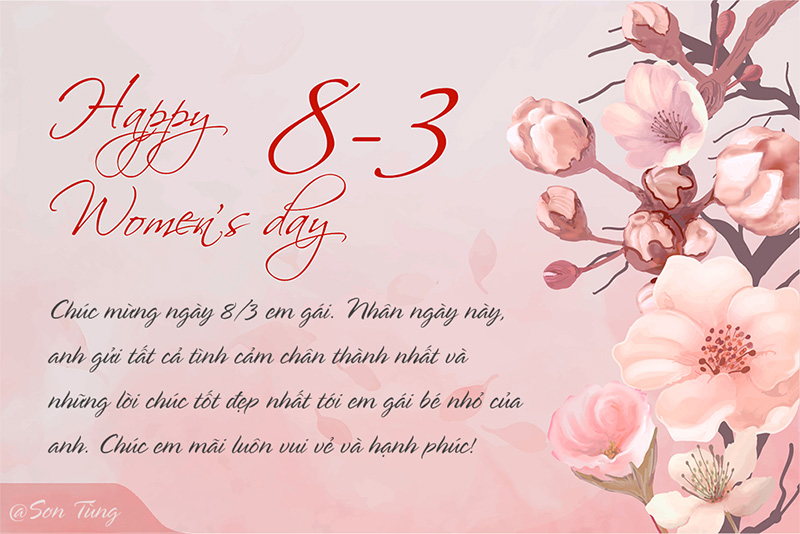 Happy 8-3
Women's day
Chúc mừng ngày 8/3 em gái. Nhân ngày này,
anh gửi tất cả tình cảm chân thành nhất và
những lời chúc tốt đẹp nhất tói em gái bé nhỏ của
anh. Chúc em mãi luôn vui vẻ và hạnh phúc!
@Son Tùng